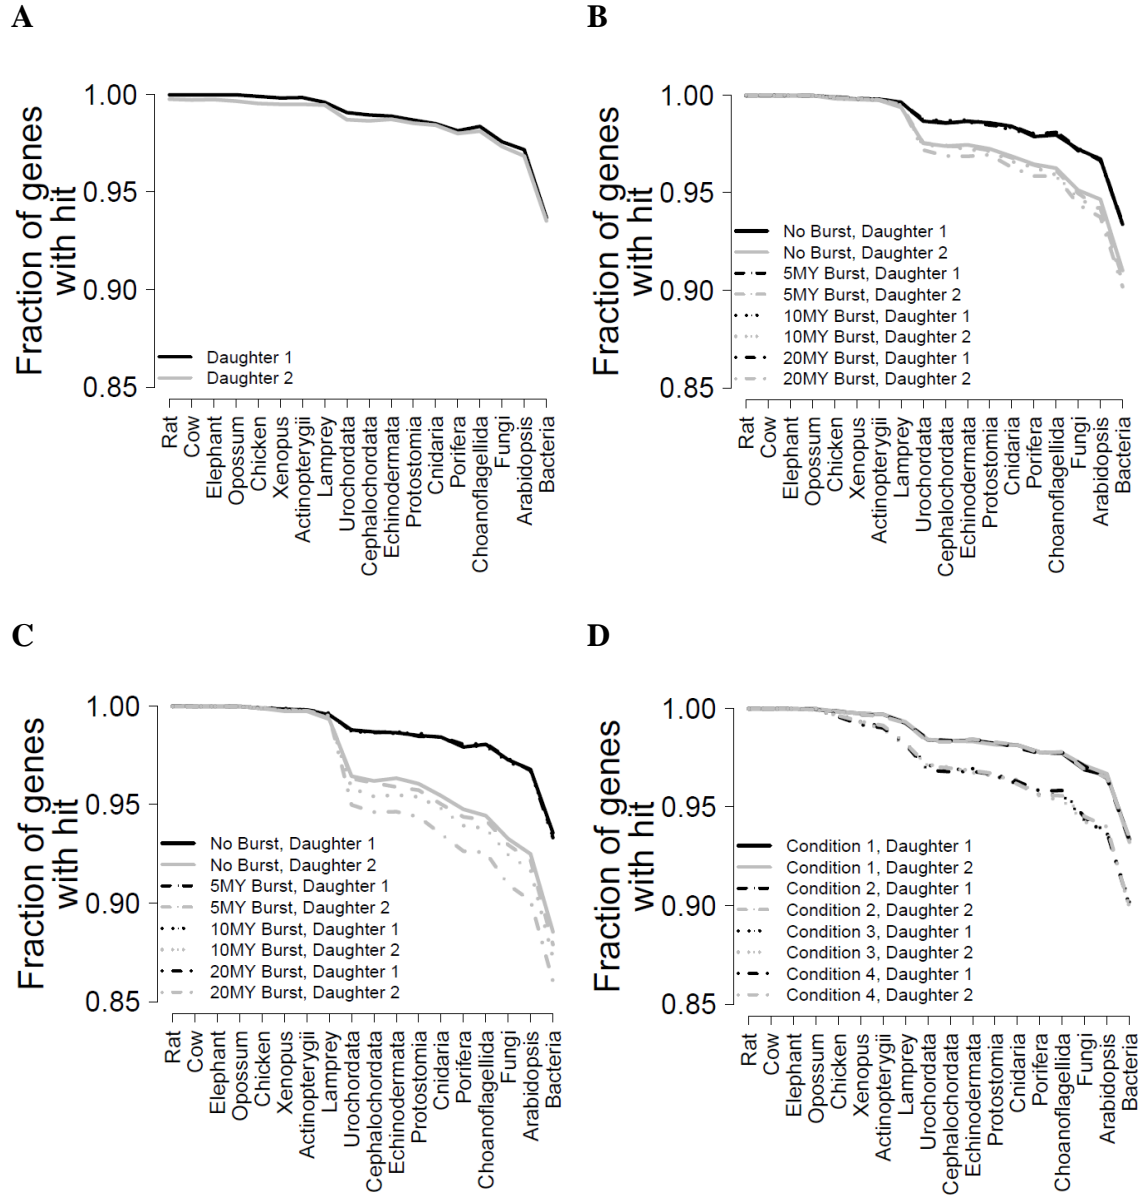 A
Fraction of genes
with hit
1.00
0.95
0.90
0.85
Daughter 1
Daughter 2
Rat
Cow
Elephant
Opossum
Chicken
Xenopus
Actinopterygii
Lamprey
Urochordata
Cephalochordata
Echinodermata
Protostomia
Cnidaria
Porifera
Choanoflagellida
Fungi
Arabidopsis
Bacteria
B
Fraction of genes
with hit
1.00
0.95
0.90
0.85
No Burst, Daughter 1
No Burst, Daughter 2
5MY Burst, Daughter 1
5MY Burst, Daughter 2
10MY Burst, Daughter 1
10MY Burst, Daughter 2
20MY Burst, Daughter 1
20MY Burst, Daughter 2
Rat
Cow
Elephant
Opossum
Chicken
Xenopus
Actinopterygii
Lamprey
Urochordata
Cephalochordata
Echinodermata
Protostomia
Cnidaria
Porifera
Choanoflagellida
Fungi
Arabidopsis
Bacteria
C
Fraction of genes
with hit
1.00
0.95
0.90
0.85
No Burst, Daughter 1
No Burst, Daughter 2
5MY Burst, Daughter 1
5MY Burst, Daughter 2
10MY Burst, Daughter 1
10MY Burst, Daughter 2
20MY Burst, Daughter 1
20MY Burst, Daughter 2
Rat
Cow
Elephant
Opossum
Chicken
Xenopus
Actinopterygii
Lamprey
Urochordata
Cephalochordata
Echinodermata
Protostomia
Cnidaria
Porifera
Choanoflagellida
Fungi
Arabidopsis
Bacteria
D
Fraction of genes
with hit
1.00
0.95
0.90
0.85
Condition 1, Daughter 1
Condition 1, Daughter 2
Condition 2, Daughter 1
Condition 2, Daughter 2
Condition 3, Daughter 1
Condition 3, Daughter 2
Condition 4, Daughter 1
Condition 4, Daughter 2
Rat
Cow
Elephant
Opossum
Chicken
Xenopus
Actinopterygii
Lamprey
Urochordata
Cephalochordata
Echinodermata
Protostomia
Cnidaria
Porifera
Choanoflagellida
Fungi
Arabidopsis
Bacteria